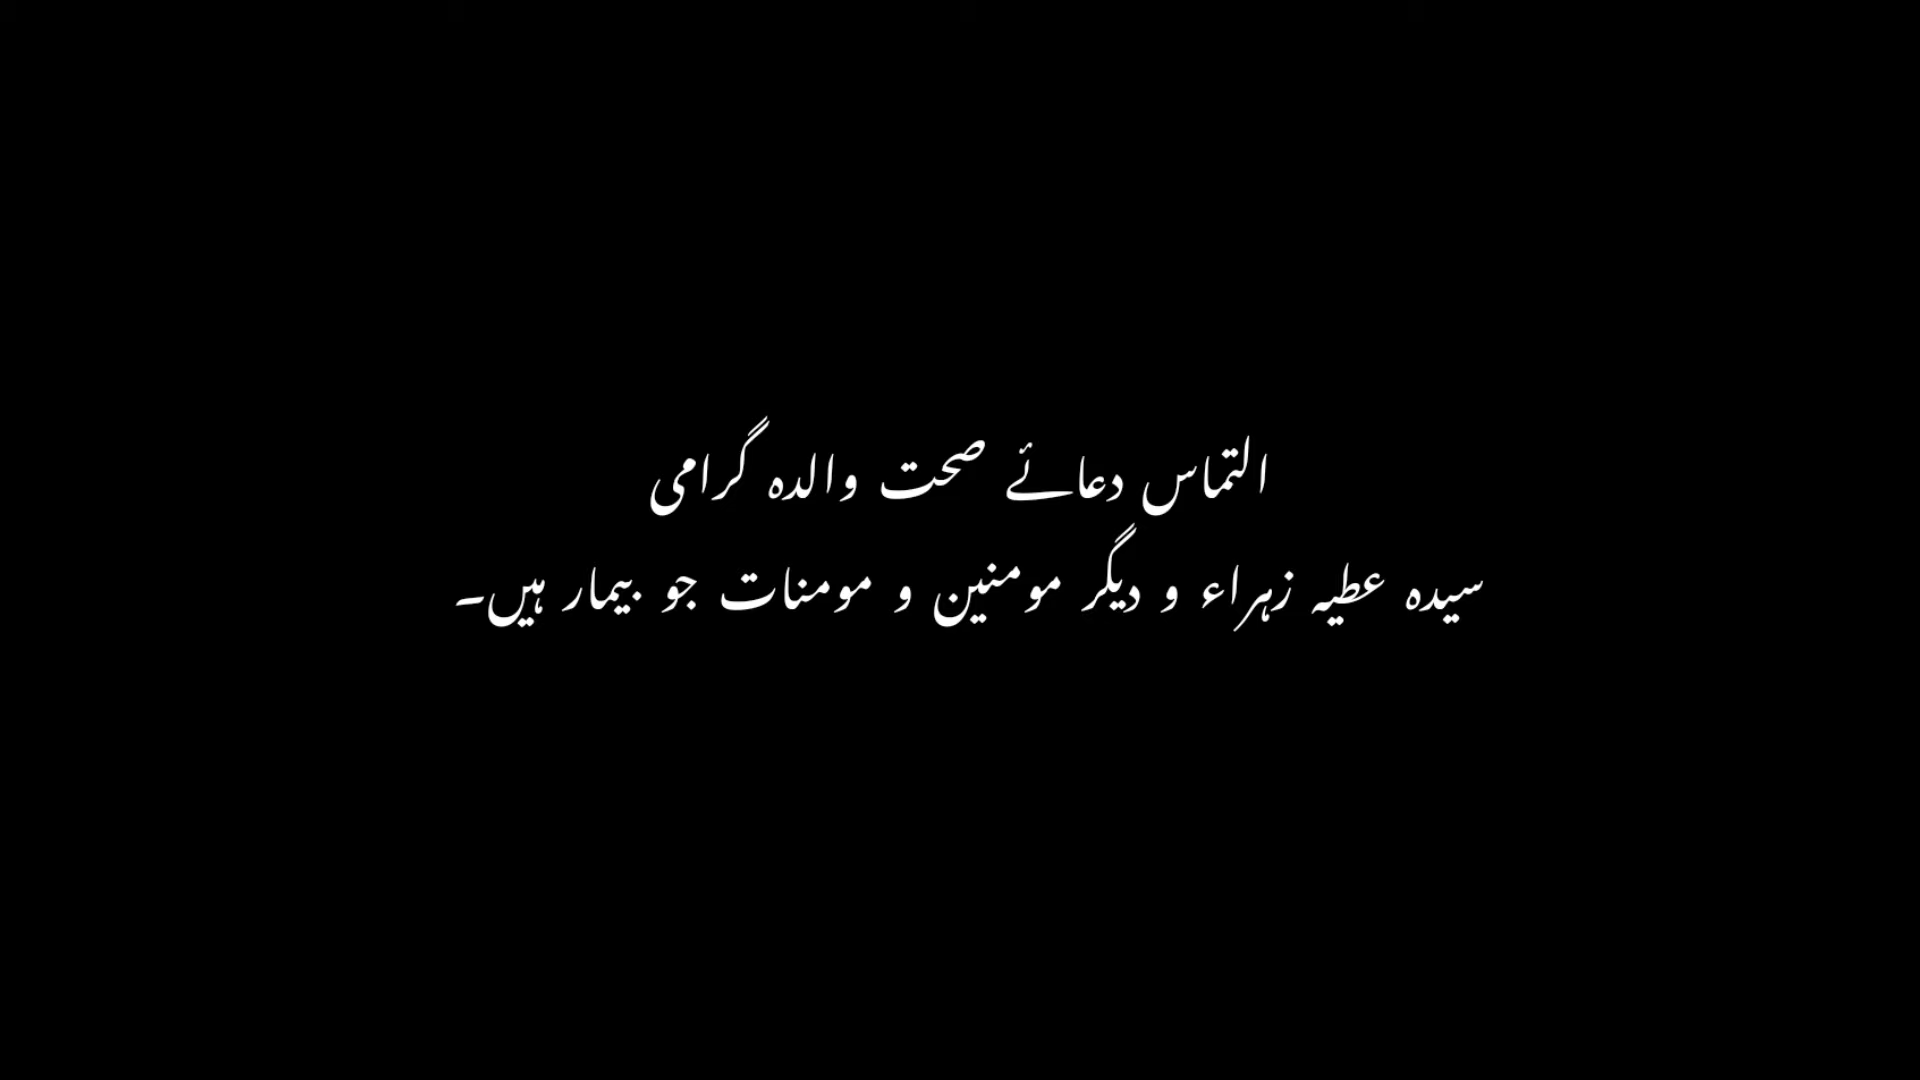 التماس دعائے صحت والدہ گرامی
سیدہ عطیہ زہراء و دیگر مومنین و مومنات جو بیمار ہیں۔